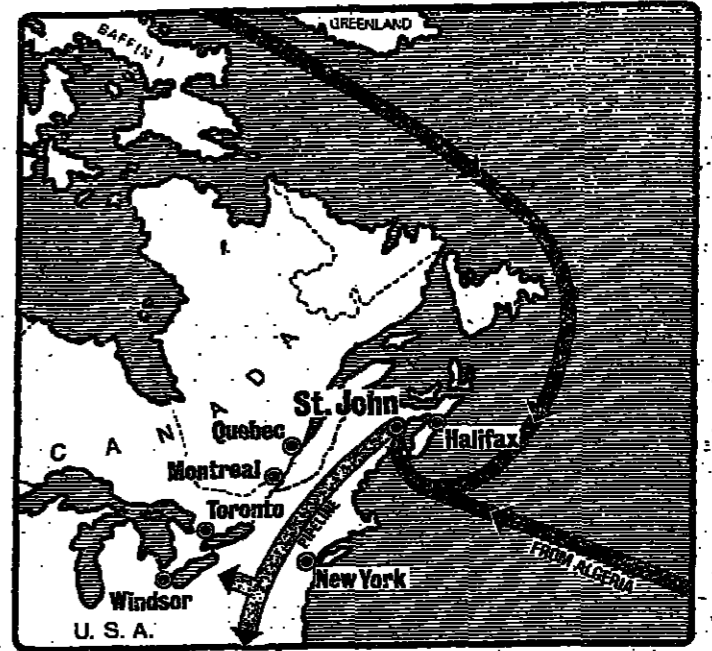 GREENLAND
BAFFIN I
CANADA
St. John
Quebec
Halifax
Montreal
Toronto
PIPELINE
FROM ALGERIA
New York
Windsor
U. S. A.